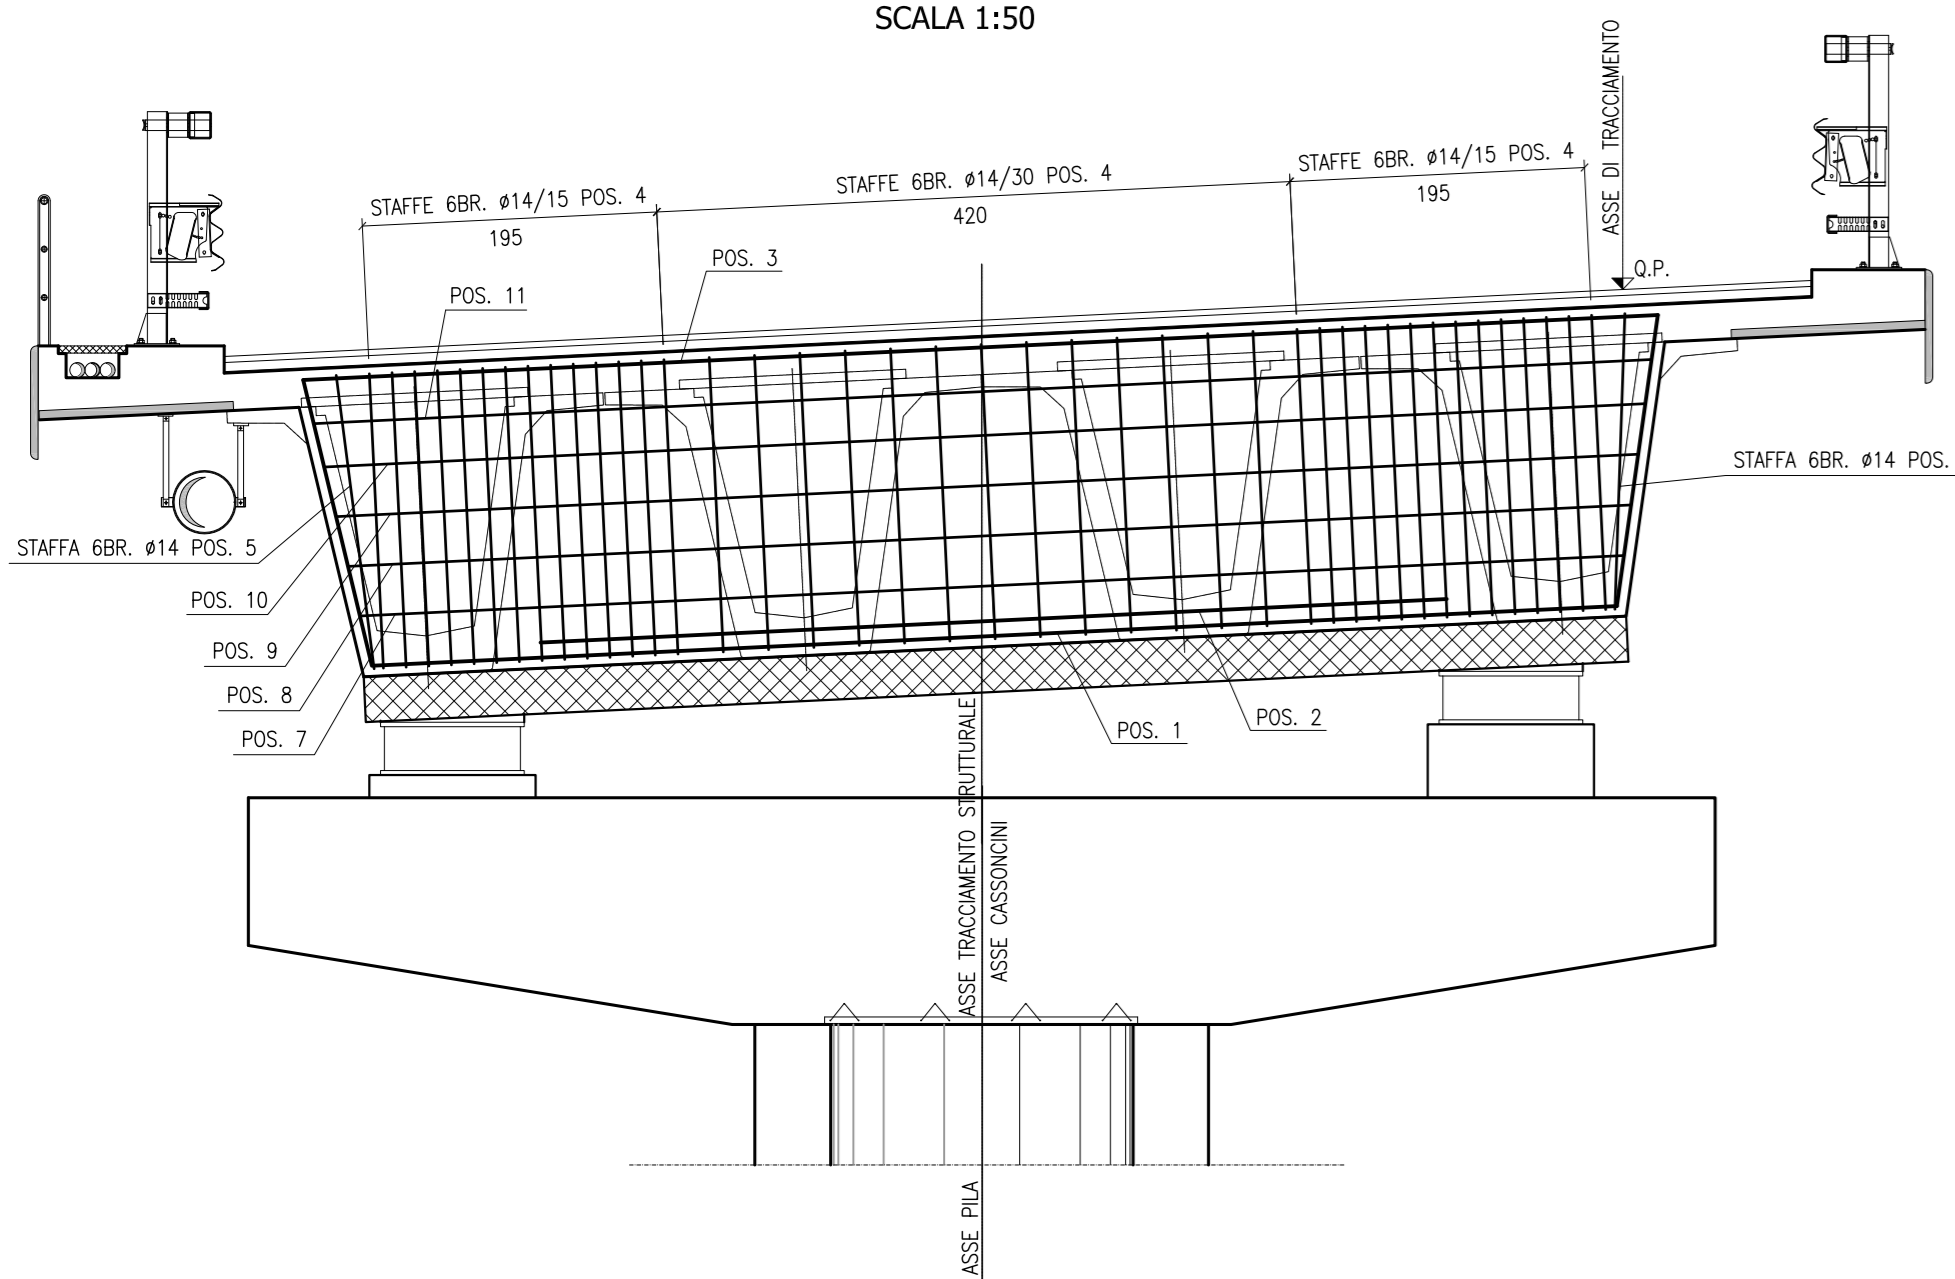 SCALA 1:50
ASSE DI TRACCIAMENTO
STAFFE 6BR. ø14/15 POS. 4
195
STAFFE 6BR. ø14/30 POS. 4
420
STAFFE 6BR. ø14/15 POS. 4
195
Q.P.
POS. 3
POS. 11
STAFFA 6BR. ø14 POS.
STAFFA 6BR. ø14 POS. 5
POS. 10
POS. 9
POS. 8
POS. 7
POS. 1
POS. 2
ASSE TRACCIAMENTO STRUTTURALE
ASSE CASSONCINI
ASSE PILA